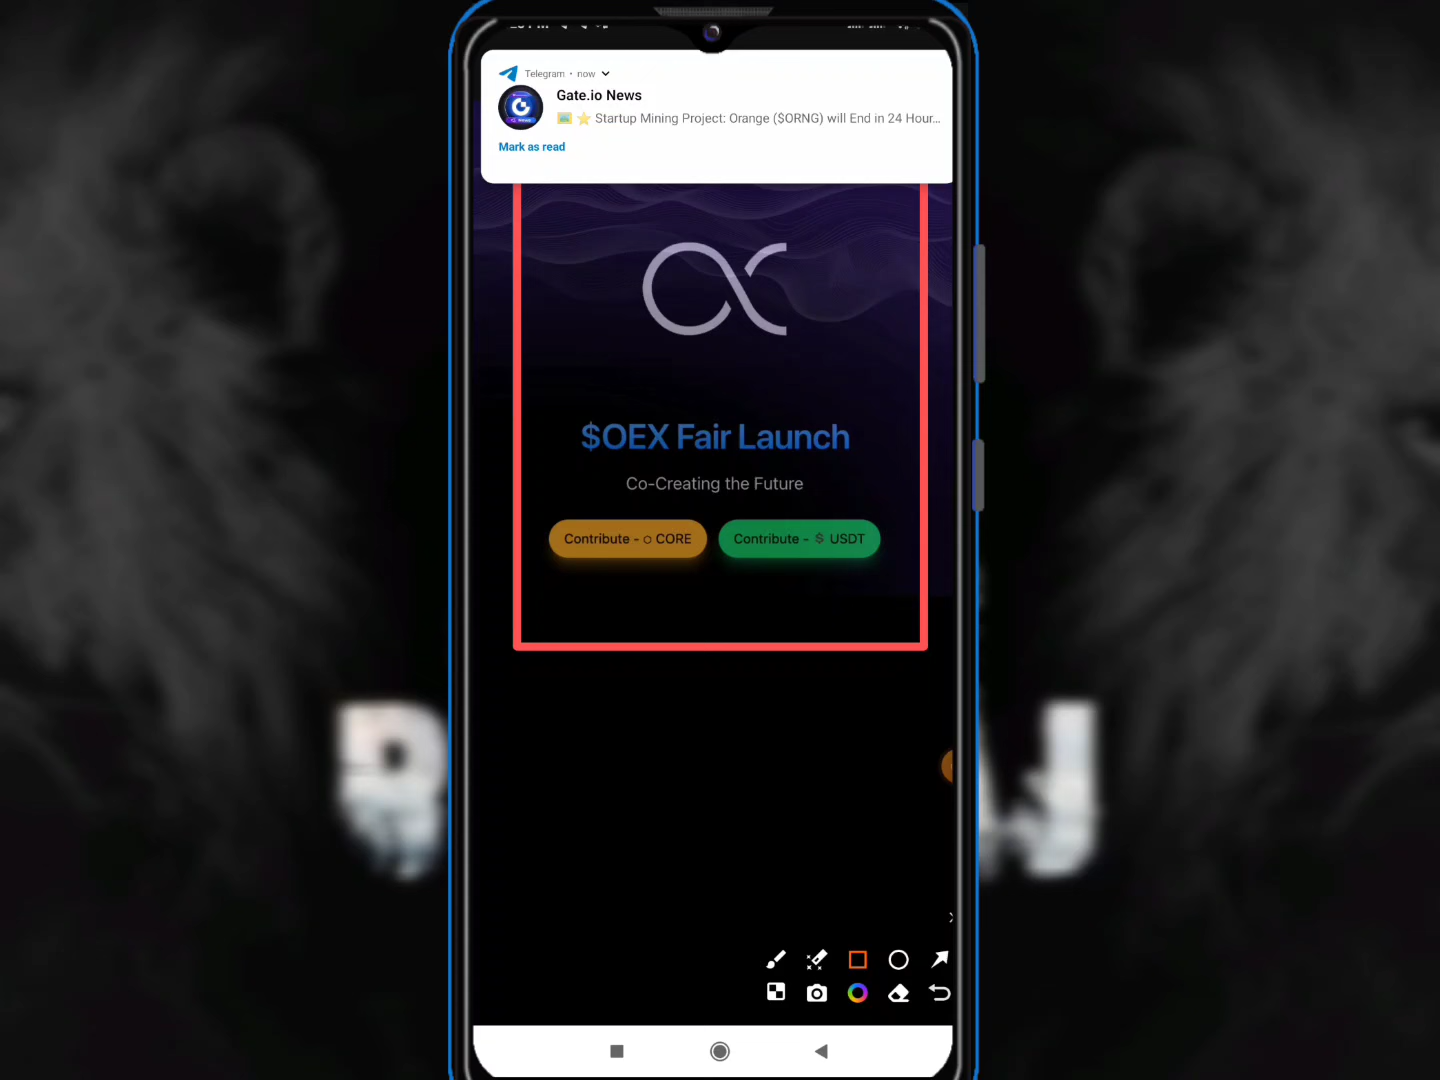 Telegram • now
Gate.io News
Startup Mining Project: Orange ($ORNG) will End in 24 Hour...
Mark as read
$OEX Fair Launch
Co-Creating the Future
Contribute - CORE
Contribute - $ USDT